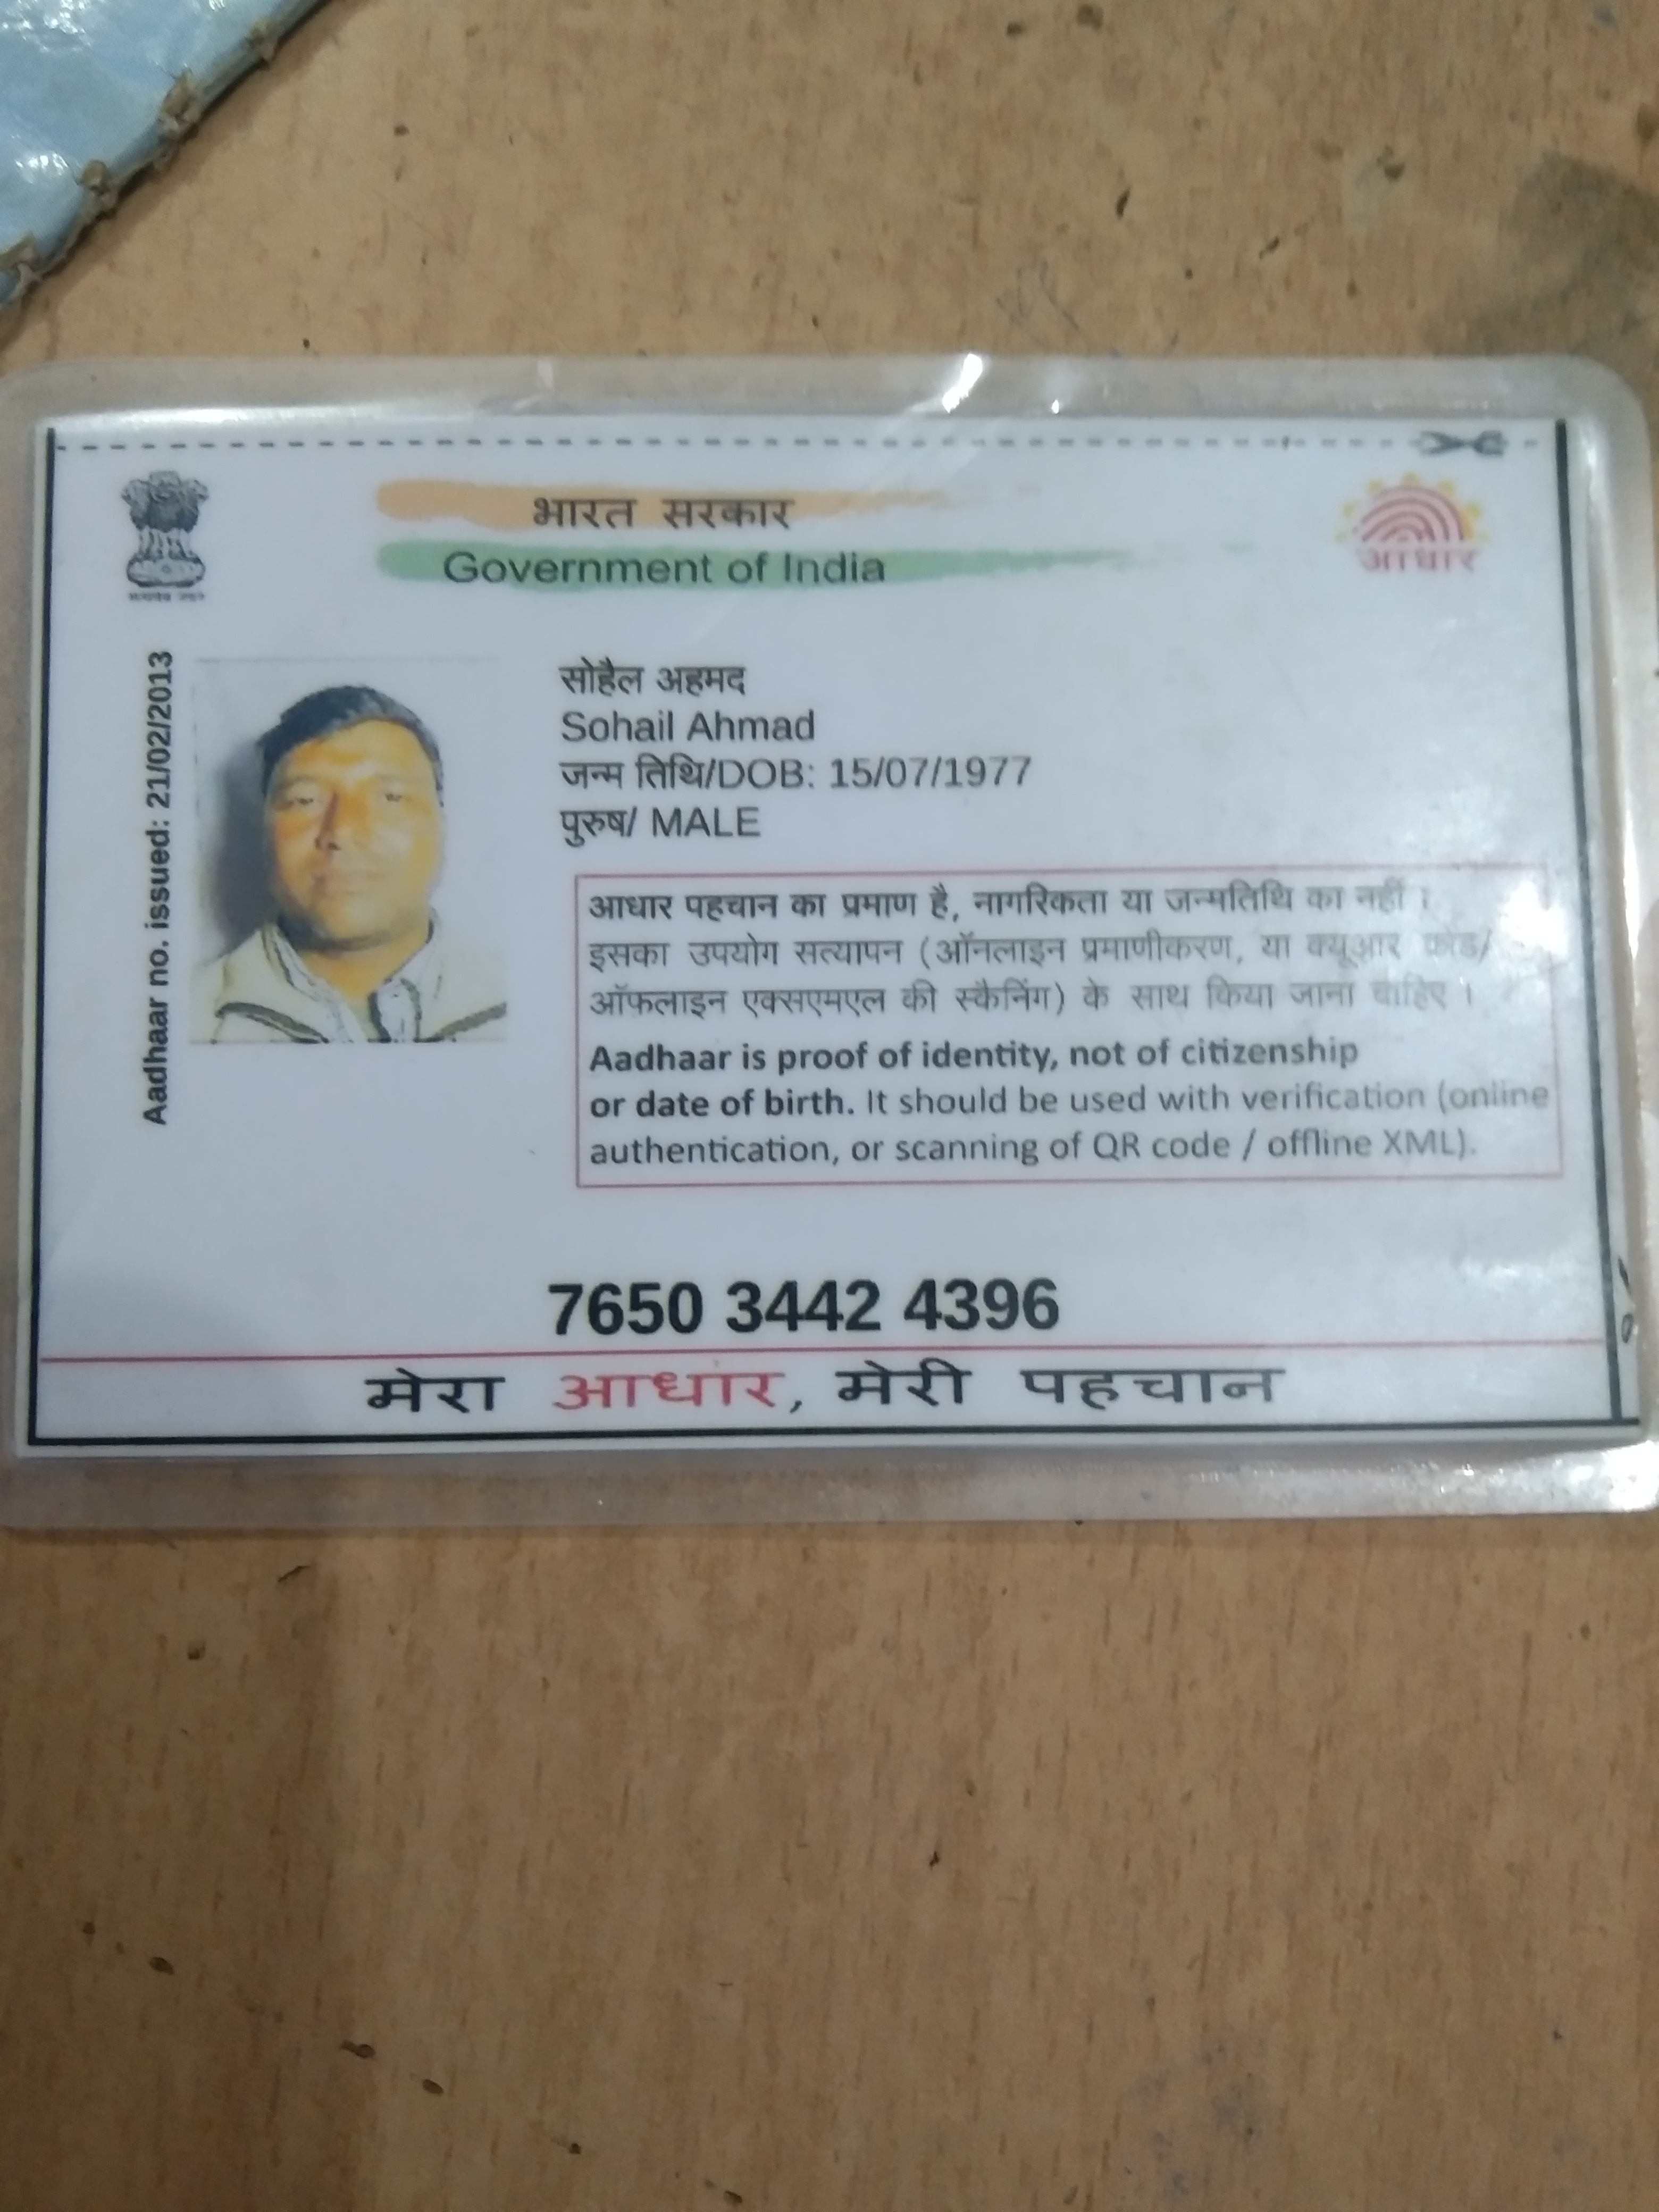 भारत सरकार
Government of India
आधार
सत्यमेव जयते
Aadhaar no. issued: 21/02/2013
सोहैल अहमद
Sohail Ahmad
जन्म तिथि/DOB: 15/07/1977
पुरुष/ MALE
आधार पहचान का प्रमाण है, नागरिकता या जन्मतिथि का नहीं ।
इसका उपयोग सत्यापन (ऑनलाइन प्रमाणीकरण, या क्यूआर कोड/
ऑफलाइन एक्सएमएल की स्कैनिंग) के साथ किया जाना चाहिए ।
Aadhaar is proof of identity, not of citizenship
or date of birth. It should be used with verification (online
authentication, or scanning of QR code / offline XML).
7650 3442 4396
मेरा आधार, मेरी पहचान